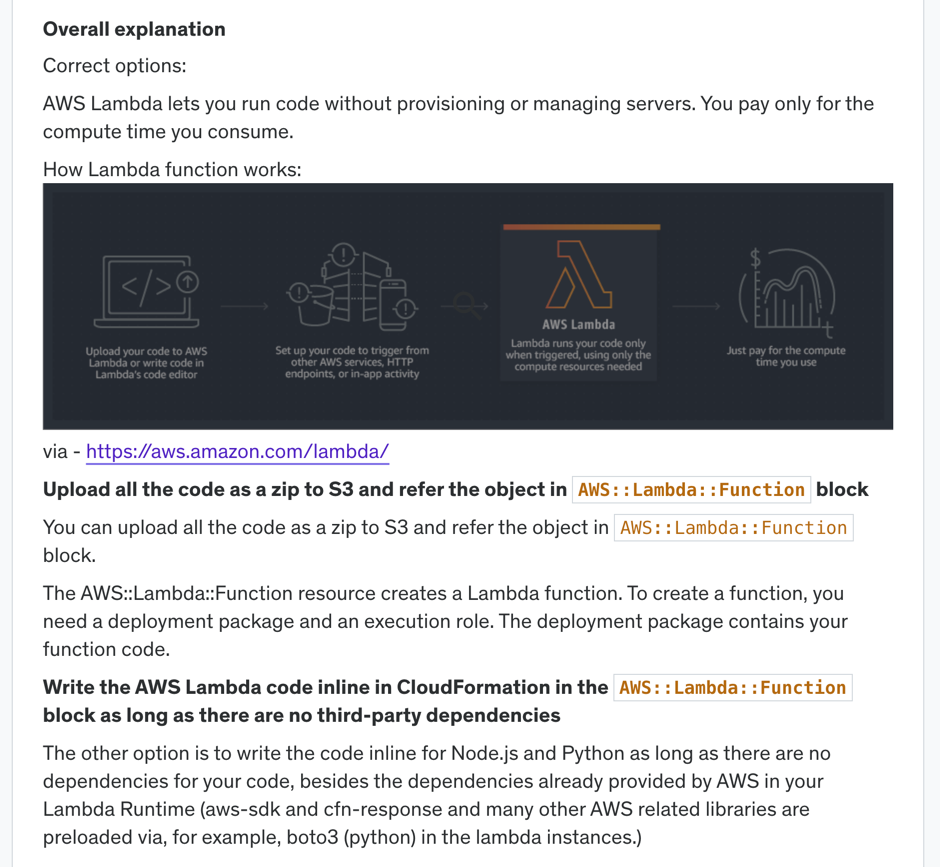 Overall explanation
Correct options:
AWS Lambda lets you run code without provisioning or managing servers. You pay only for the
compute time you consume.
How Lambda function works:
Upload your code to AWS
Lambda or write code in
Lambda's code editor
Set up your code to trigger from
other AWS services, HTTP
endpoints, or in-app activity
AWS Lambda
Lambda runs your code only
when triggered, using only the
compute resources needed
Just pay for the compute
time you use
via - https://aws.amazon.com/lambda/
Upload all the code as a zip to S3 and refer the object in AWS::Lambda::Function block
You can upload all the code as a zip to S3 and refer the object in AWS::Lambda::Function
block.
The AWS::Lambda::Function resource creates a Lambda function. To create a function, you
need a deployment package and an execution role. The deployment package contains your
function code.
Write the AWS Lambda code inline in CloudFormation in the AWS::Lambda::Function
block as long as there are no third-party dependencies
The other option is to write the code inline for Node.js and Python as long as there are no
dependencies for your code, besides the dependencies already provided by AWS in your
Lambda Runtime (aws-sdk and cfn-response and many other AWS related libraries are
preloaded via, for example, boto3 (python) in the lambda instances.)